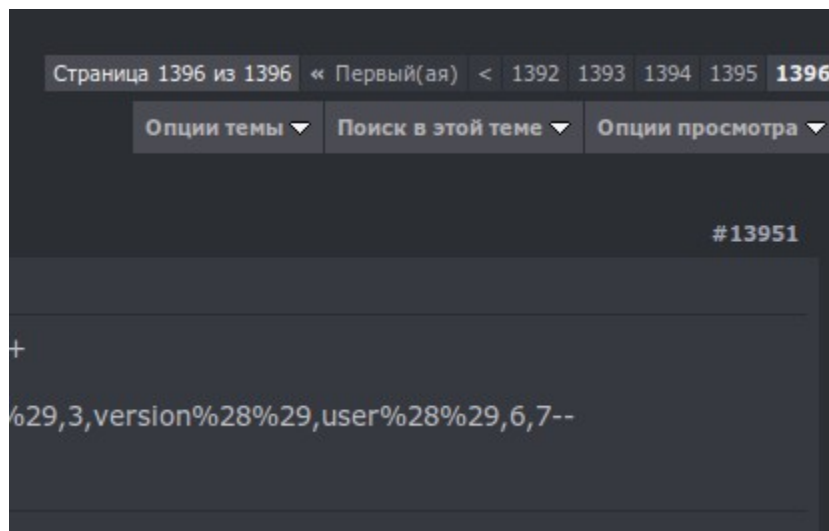 Страница 1396 из 1396 « Первый(ая) < 1392 1393 1394 1395 1396
Опции темы Поиск в этой теме Опции просмотра
#13951
+
%29,3,version%28%29,user%28%29,6,7--